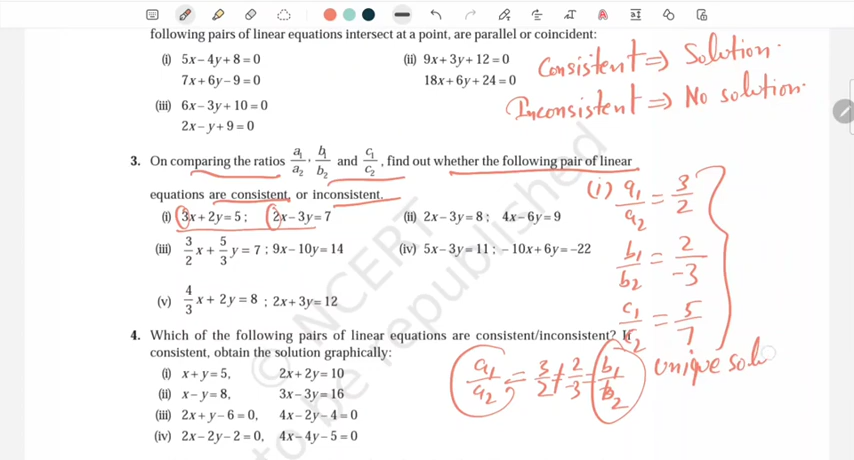 following pairs of linear equations intersect at a point, are parallel or coincident:
(i) 5x – 4y + 8 = 0
7x + 6y – 9 = 0
(ii) 9x + 3y + 12 = 0
18x + 6y + 24 = 0
(iii) 6x – 3y + 10 = 0
2x – y + 9 = 0
Consistent ⇒ Solution.
Inconsistent ⇒ No solution.
3. On comparing the ratios a₁/a₂, b₁/b₂ and c₁/c₂, find out whether the following pair of linear
equations are consistent, or inconsistent.
(i) 3x + 2y = 5 ; 2x – 3y = 7
(ii) 2x – 3y = 8 ; 4x – 6y = 9
(iii) 3/2 x + 5/3 y = 7 ; 9x – 10y = 14
(iv) 5x – 3y = 11 ; – 10x + 6y = –22
(v) 4/3 x + 2y = 8 ; 2x + 3y = 12
(i) a₁/a₂ = 3/2
b₁/b₂ = 2/-3
c₁/c₂ = 5/7
4. Which of the following pairs of linear equations are consistent/inconsistent? If
consistent, obtain the solution graphically:
(i) x + y = 5, 2x + 2y = 10
(ii) x – y = 8, 3x – 3y = 16
(iii) 2x + y – 6 = 0, 4x – 2y – 4 = 0
(iv) 2x – 2y – 2 = 0, 4x – 4y – 5 = 0
a₁/a₂ = 3/2 ≠ 2/-3 = b₁/b₂ unique solu
© NCERT
to be republished